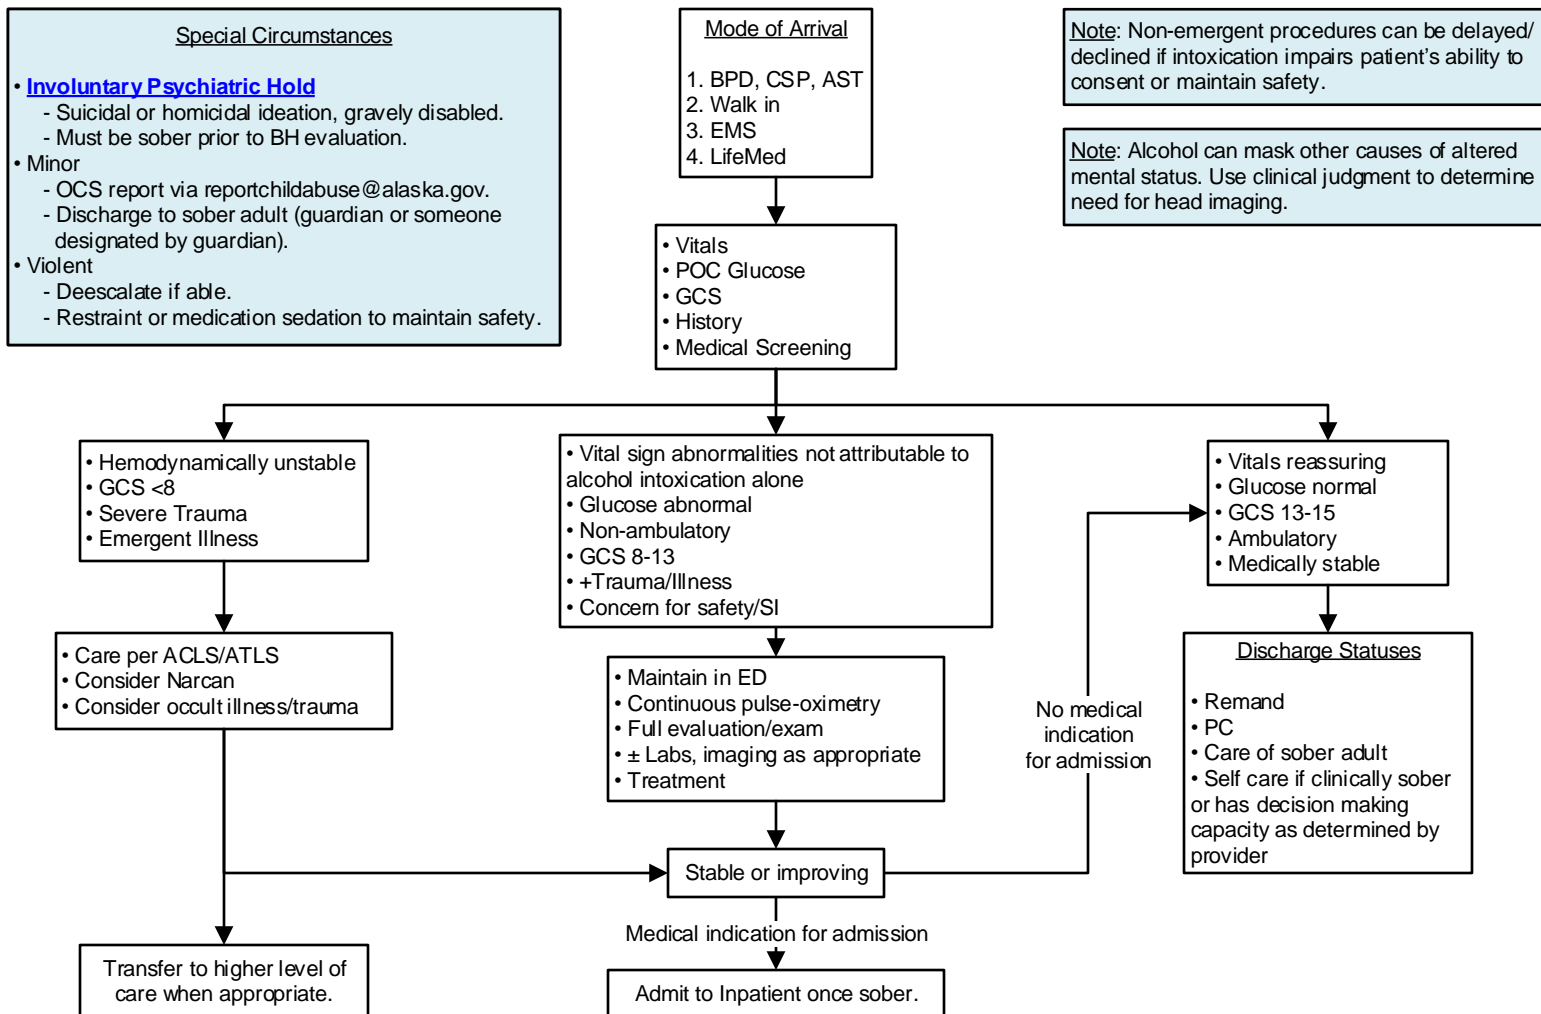 Special Circumstances
• Involuntary Psychiatric Hold
- Suicidal or homicidal ideation, gravely disabled.
- Must be sober prior to BH evaluation.
• Minor
- OCS report via reportchildabuse@alaska.gov.
- Discharge to sober adult (guardian or someone
designated by guardian).
• Violent
- Deescalate if able.
- Restraint or medication sedation to maintain safety.
Mode of Arrival
1. BPD, CSP, AST
2. Walk in
3. EMS
4. LifeMed
Note: Non-emergent procedures can be delayed/
declined if intoxication impairs patient's ability to
consent or maintain safety.
Note: Alcohol can mask other causes of altered
mental status. Use clinical judgment to determine
need for head imaging.
• Vitals
• POC Glucose
• GCS
• History
• Medical Screening
• Hemodynamically unstable
• GCS <8
• Severe Trauma
• Emergent Illness
• Vital sign abnormalities not attributable to
alcohol intoxication alone
• Glucose abnormal
• Non-ambulatory
• GCS 8-13
• +Trauma/Illness
• Concern for safety/SI
• Vitals reassuring
• Glucose normal
• GCS 13-15
• Ambulatory
• Medically stable
• Care per ACLS/ATLS
• Consider Narcan
• Consider occult illness/trauma
• Maintain in ED
• Continuous pulse-oximetry
• Full evaluation/exam
• ± Labs, imaging as appropriate
• Treatment
No medical
indication
for admission
Discharge Statuses
• Remand
• PC
• Care of sober adult
• Self care if clinically sober
or has decision making
capacity as determined by
provider
Stable or improving
Medical indication for admission
Transfer to higher level of
care when appropriate.
Admit to Inpatient once sober.